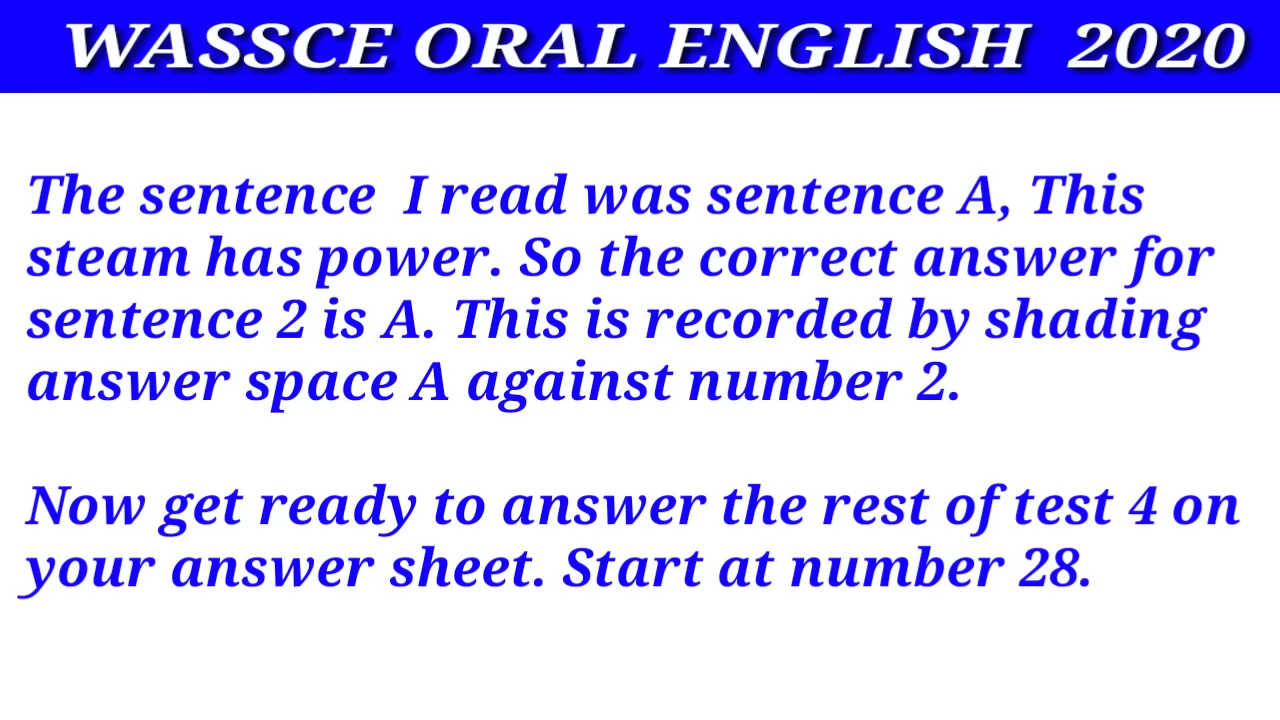 WASSCE ORAL ENGLISH 2020
The sentence I read was sentence A, This
steam has power. So the correct answer for
sentence 2 is A. This is recorded by shading
answer space A against number 2.
Now get ready to answer the rest of test 4 on
your answer sheet. Start at number 28.